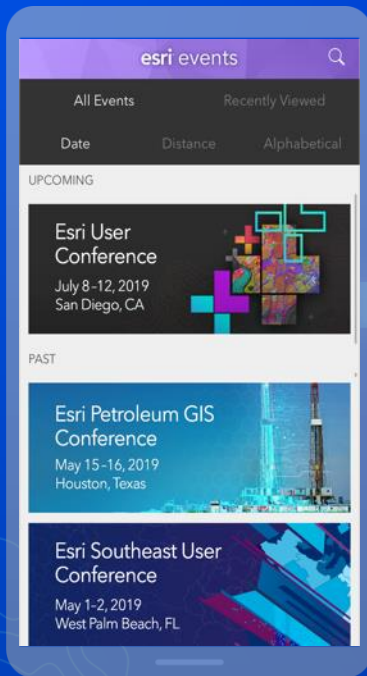 esri events
All Events Recently Viewed
Date Distance Alphabetical
UPCOMING
Esri User
Conference
July 8-12, 2019
San Diego, CA
PAST
Esri Petroleum GIS
Conference
May 15-16, 2019
Houston, Texas
Esri Southeast User
Conference
May 1-2, 2019
West Palm Beach, FL